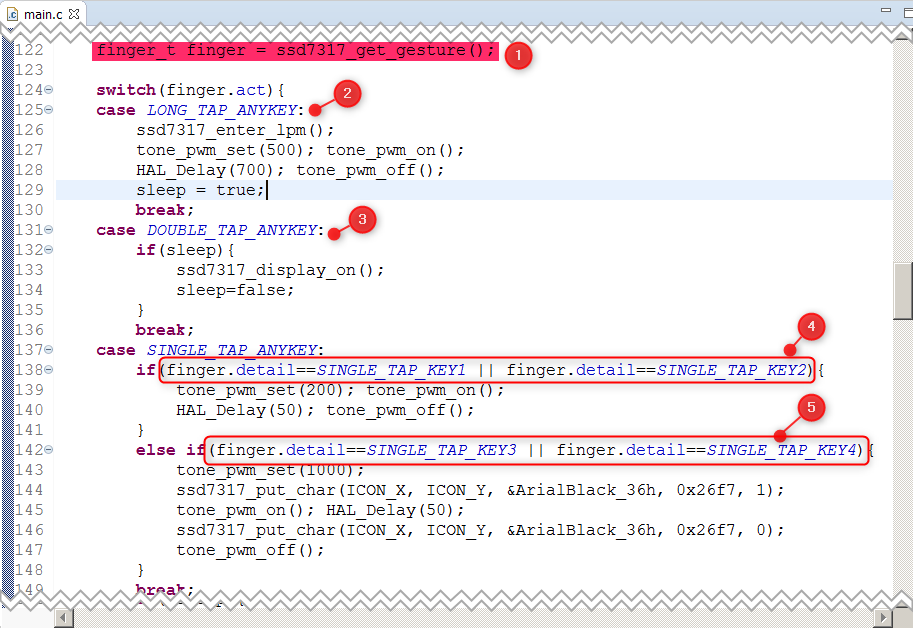 main.c
122 finger_t finger = ssd7317_get_gesture(); 1
123
124 switch(finger.act){ 2
125 case LONG_TAP_ANYKEY:
126 ssd7317_enter_lpm();
127 tone_pwm_set(500); tone_pwm_on();
128 HAL_Delay(700); tone_pwm_off();
129 sleep = true;
130 break;
131 case DOUBLE_TAP_ANYKEY: 3
132 if(sleep){
133 ssd7317_display_on();
134 sleep=false;
135 }
136 break;
137 case SINGLE_TAP_ANYKEY: 4
138 if(finger.detail==SINGLE_TAP_KEY1 || finger.detail==SINGLE_TAP_KEY2){
139 tone_pwm_set(200); tone_pwm_on();
140 HAL_Delay(50); tone_pwm_off();
141 } 5
142 else if(finger.detail==SINGLE_TAP_KEY3 || finger.detail==SINGLE_TAP_KEY4){
143 tone_pwm_set(1000);
144 ssd7317_put_char(ICON_X, ICON_Y, &ArialBlack_36h, 0x26f7, 1);
145 tone_pwm_on(); HAL_Delay(50);
146 ssd7317_put_char(ICON_X, ICON_Y, &ArialBlack_36h, 0x26f7, 0);
147 tone_pwm_off();
148 }
149 break;